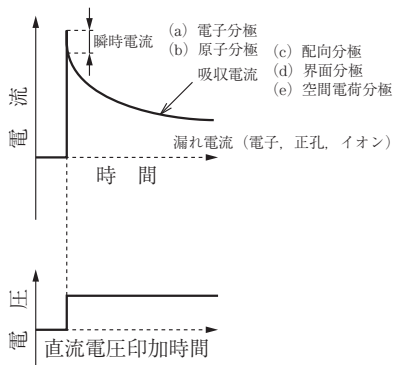 瞬時電流
(a) 電子分極
(b) 原子分極
(c) 配向分極
(d) 界面分極
(e) 空間電荷分極
吸収電流
電 流
漏れ電流（電子，正孔，イオン）
時 間
電 圧
直流電圧印加時間